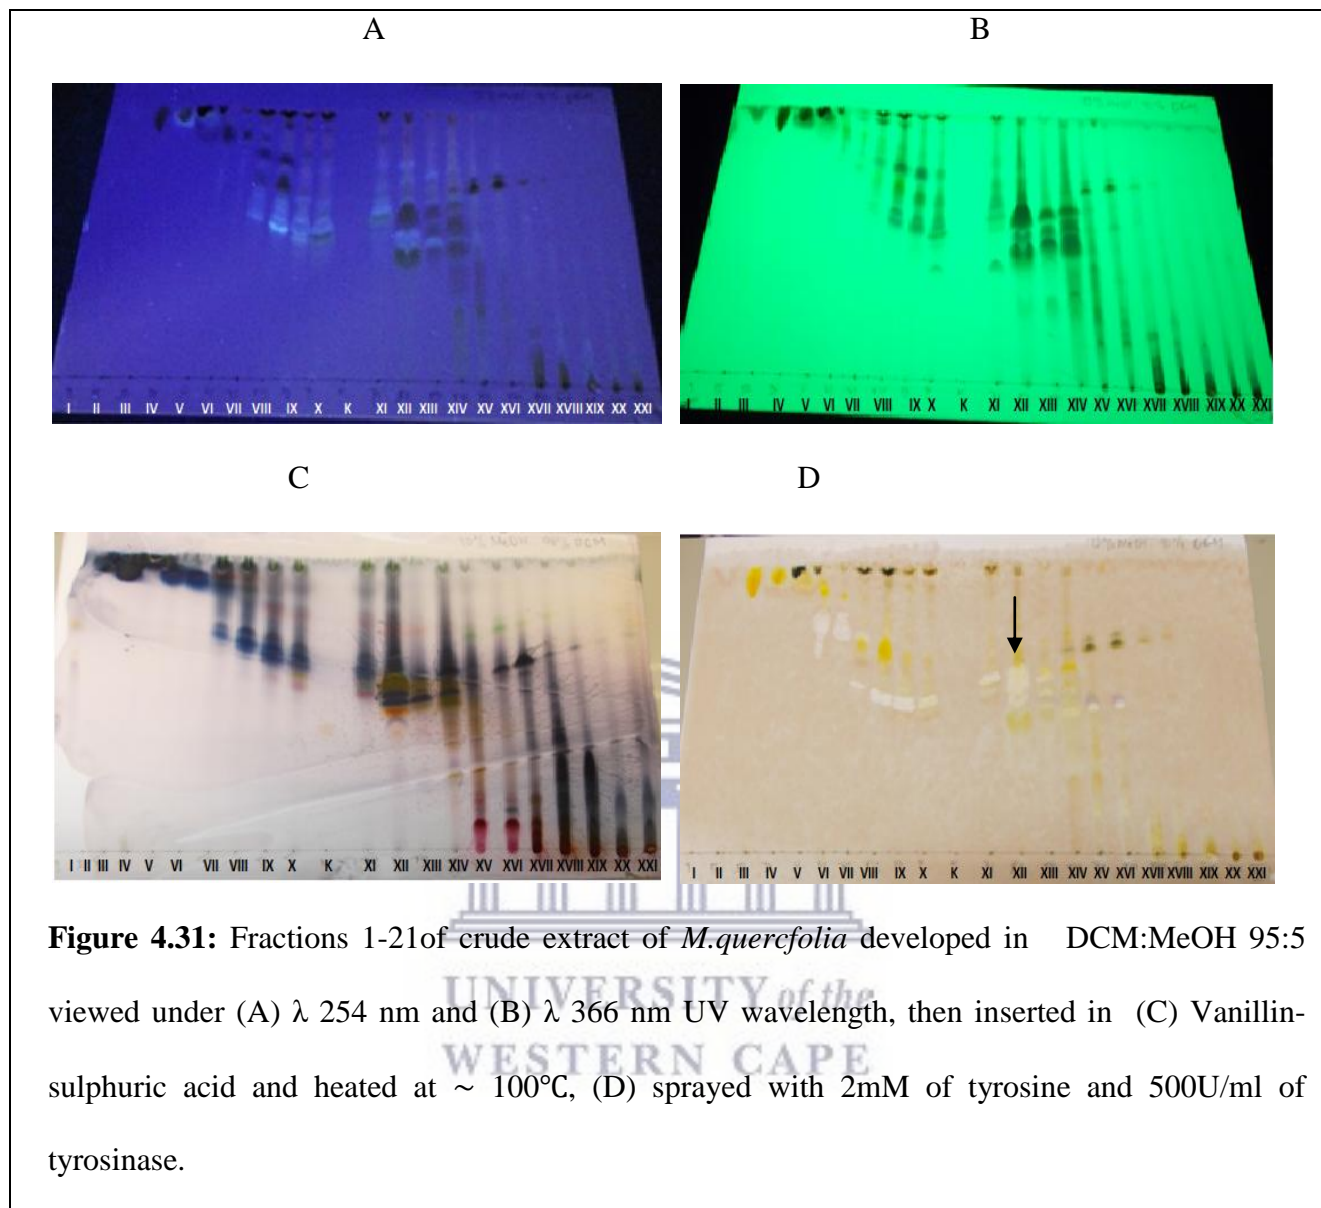 A B
I II III IV V VI VII VIII IX X K XI XII XIII XIV XV XVI XVII XVIII XIX XX XXI
I II III IV V VI VII VIII IX X K XI XII XIII XIV XV XVI XVII XVIII XIX XX XXI
C D
I II III IV V VI VII VIII IX X K XI XII XIII XIV XV XVI XVII XVIII XIX XX XXI
I II III IV V VI VII VIII IX X K XI XII XIII XIV XV XVI XVII XVIII XIX XX XXI
Figure 4.31: Fractions 1-21of crude extract of M.quercfolia developed in DCM:MeOH 95:5
viewed under (A) λ 254 nm and (B) λ 366 nm UV wavelength, then inserted in (C) Vanillin-
sulphuric acid and heated at ~ 100℃, (D) sprayed with 2mM of tyrosine and 500U/ml of
tyrosinase.
UNIVERSITY of the
WESTERN CAPE